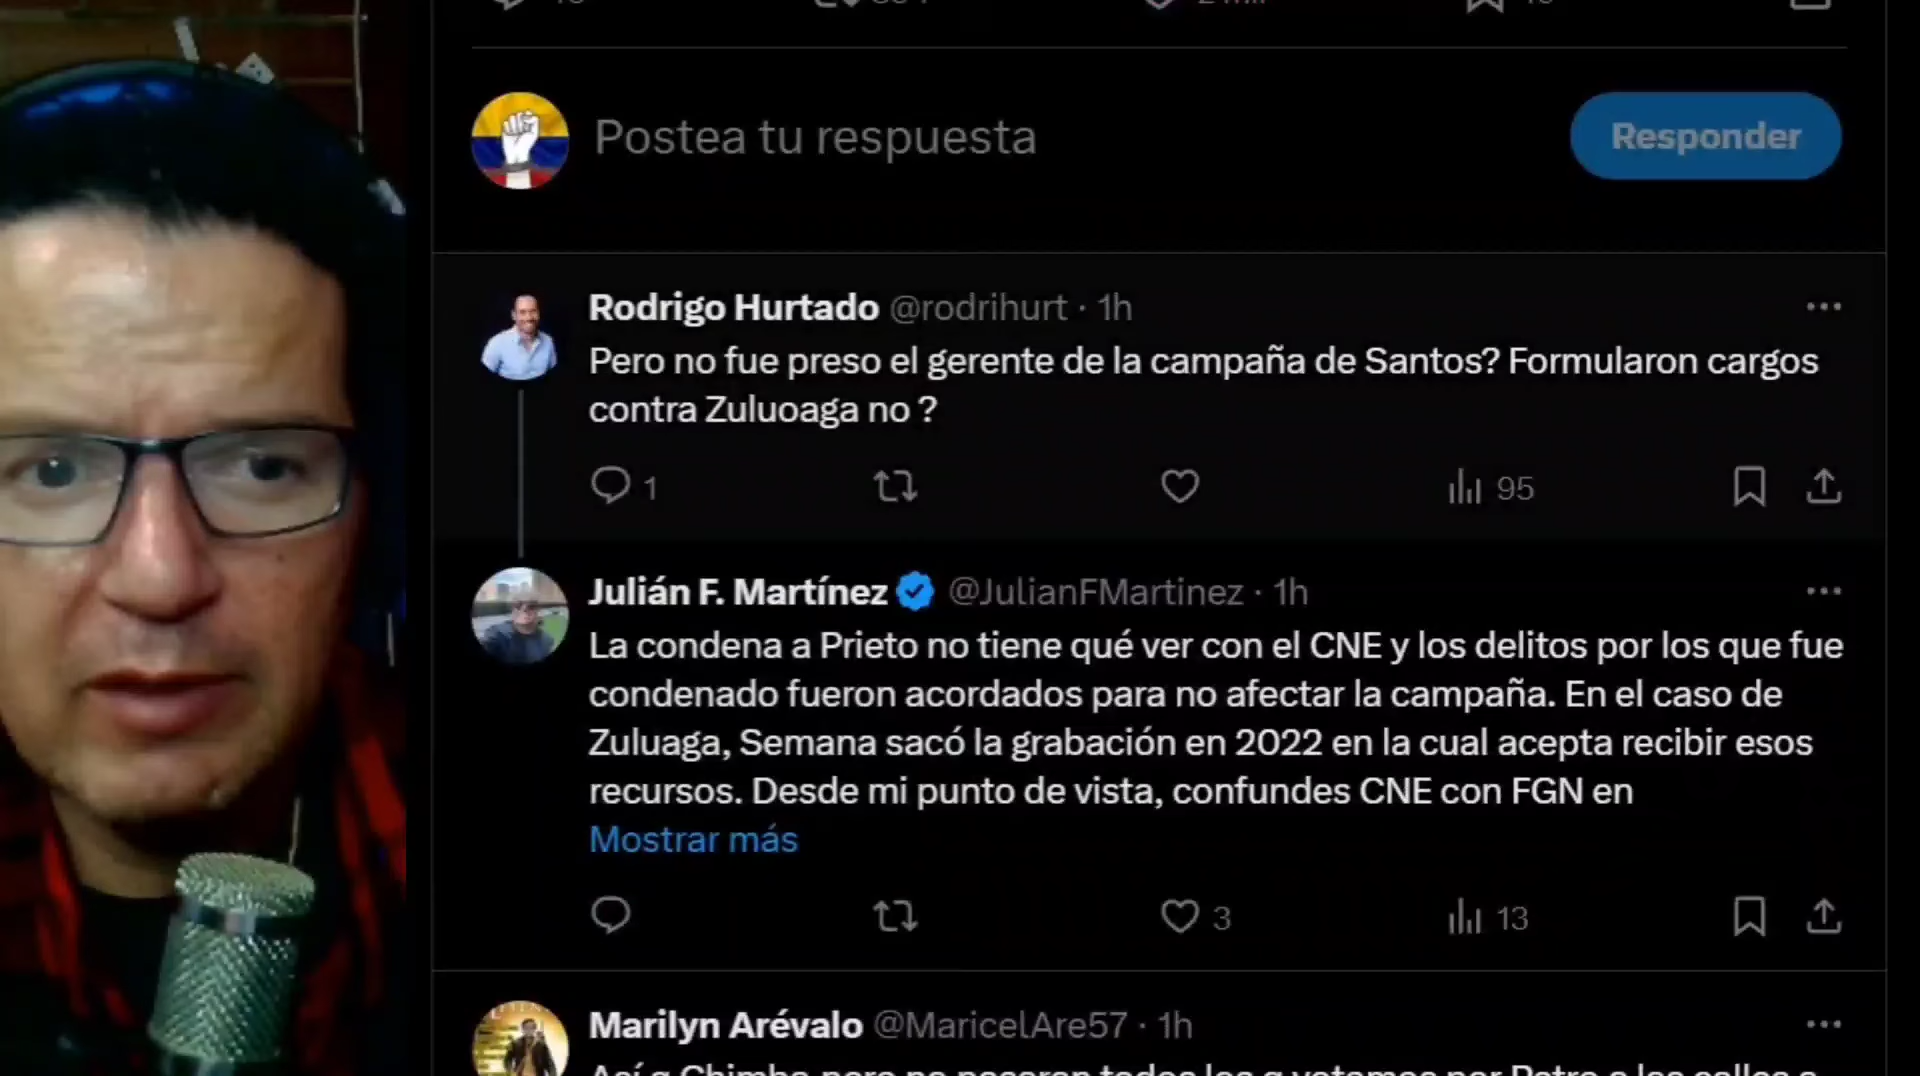 Postea tu respuesta
Responder
Rodrigo Hurtado @rodrihurt · 1h
Pero no fue preso el gerente de la campaña de Santos? Formularon cargos
contra Zuluoaga no ?
1
95
Julián F. Martínez @JulianFMartinez · 1h
La condena a Prieto no tiene qué ver con el CNE y los delitos por los que fue
condenado fueron acordados para no afectar la campaña. En el caso de
Zuluaga, Semana sacó la grabación en 2022 en la cual acepta recibir esos
recursos. Desde mi punto de vista, confundes CNE con FGN en
Mostrar más
3
13
Marilyn Arévalo @MaricelAre57 · 1h